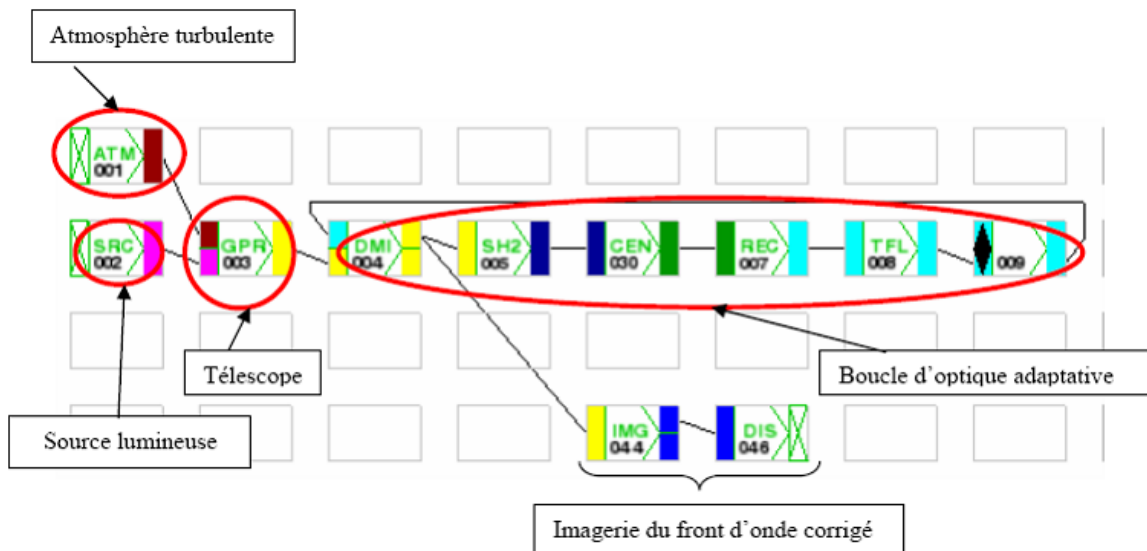 Atmosphère turbulente
ATM
001
SRC
002
GPR
003
DMI
004
SH2
005
CEN
030
REC
007
TFL
008
009
Télescope
Boucle d'optique adaptative
Source lumineuse
IMG
044
DIS
046
Imagerie du front d'onde corrigé